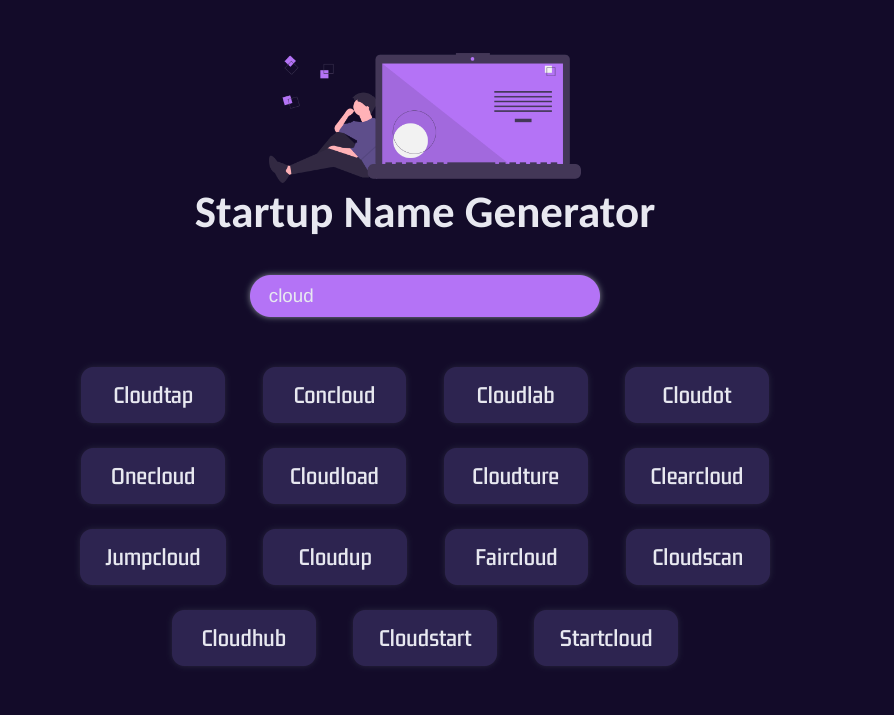 Startup Name Generator
cloud
Cloudtap Concloud Cloudlab Cloudot
Onecloud Cloudload Cloudture Clearcloud
Jumpcloud Cloudup Faircloud Cloudscan
Cloudhub Cloudstart Startcloud